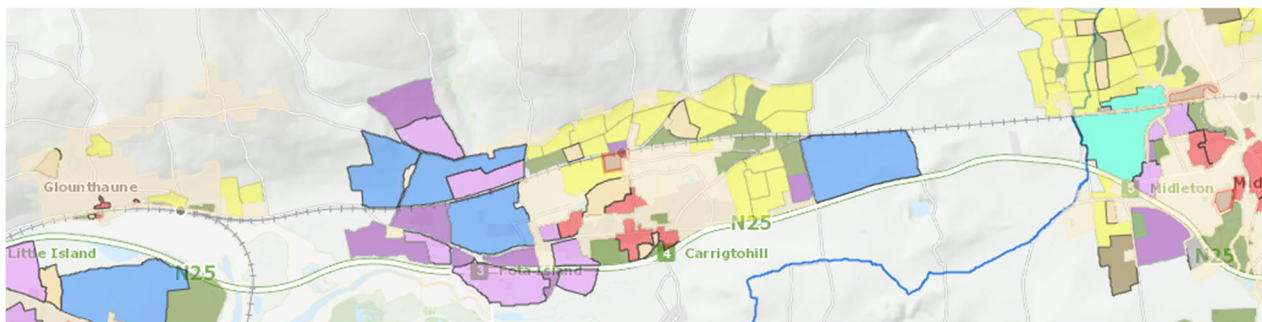 Glounthaune
Little Island
N25
3
Fota Island
4
Carrigtohill
N25
5
Midleton
Mid
N25